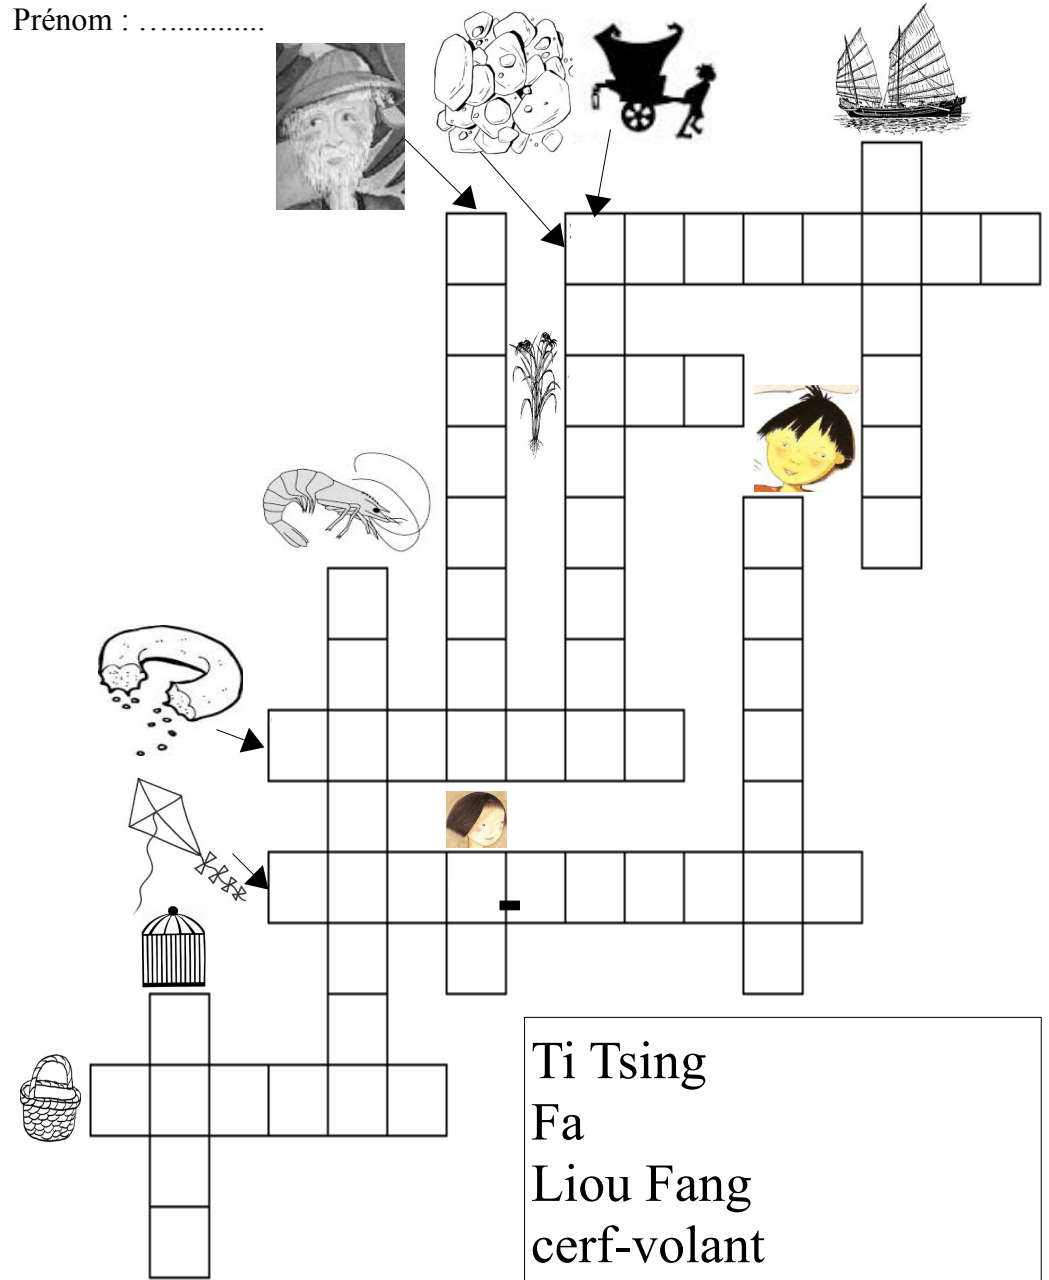 Prénom : …............
Ti Tsing
Fa
Liou Fang
cerf-volant